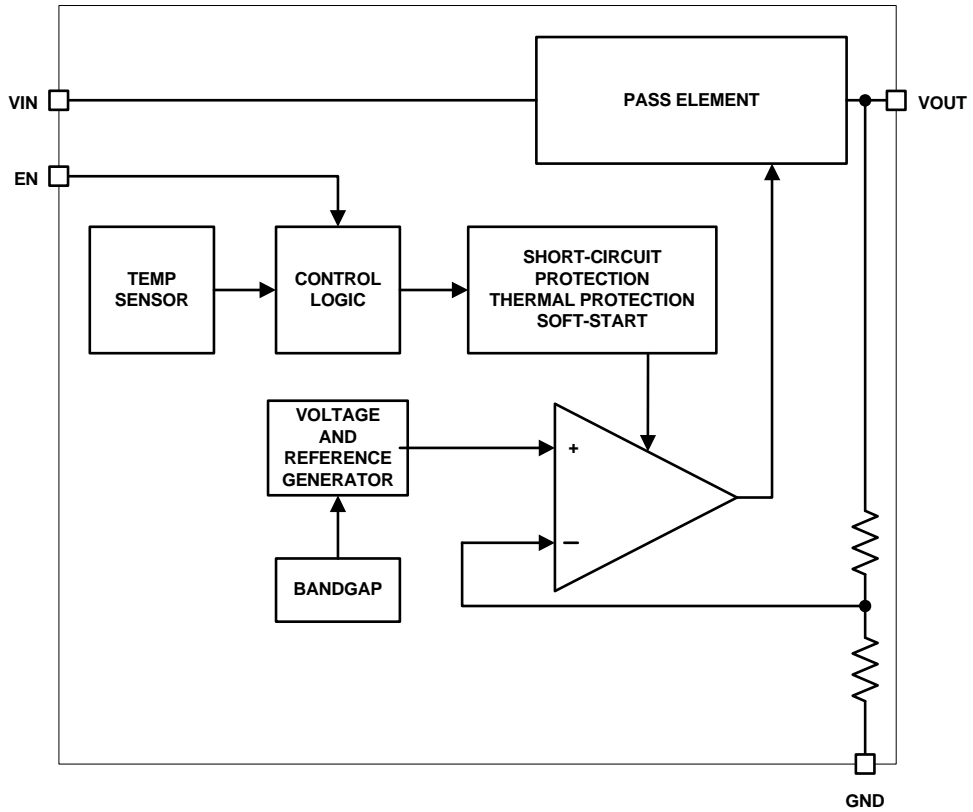 PASS ELEMENT
VIN
VOUT
EN
TEMP
SENSOR
CONTROL
LOGIC
SHORT-CIRCUIT
PROTECTION
THERMAL PROTECTION
SOFT-START
VOLTAGE
AND
REFERENCE
GENERATOR
+
−
BANDGAP
GND